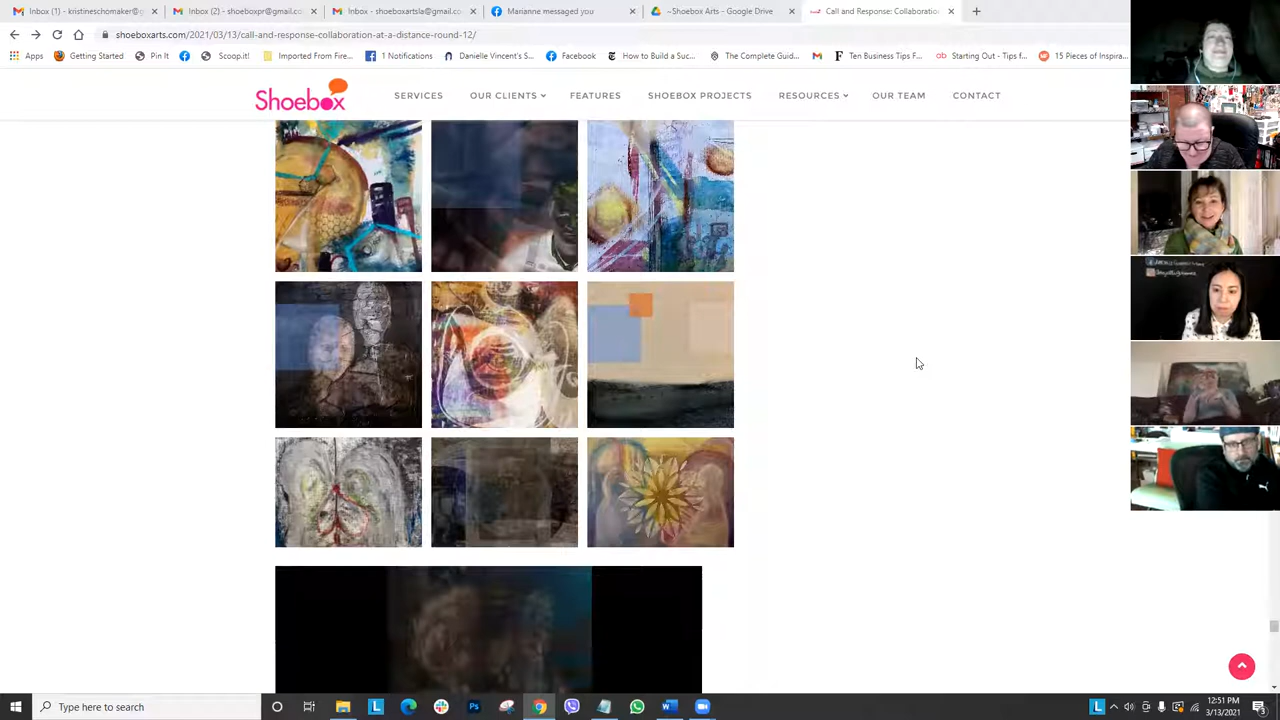 Inbox (1) - kristineschomaker@g
Inbox (2) - shoeboxpr@gmail.co
Inbox - shoeboxartsla@gmail.co
Marianne messaged you
~Shoebox Arts - Google Drive
Call and Response: Collaboratio
shoeboxarts.com/2021/03/13/call-and-response-collaboration-at-a-distance-round-12/
Apps
Getting Started
Pin It
Scoop.it!
Imported From Fire...
1 Notifications
Danielle Vincent's S...
Facebook
How to Build a Suc...
The Complete Guid...
Ten Business Tips F...
Starting Out - Tips f...
15 Pieces of Inspira...
Shoebox
SERVICES
OUR CLIENTS
FEATURES
SHOEBOX PROJECTS
RESOURCES
OUR TEAM
CONTACT
Type here to search
12:51 PM
3/13/2021